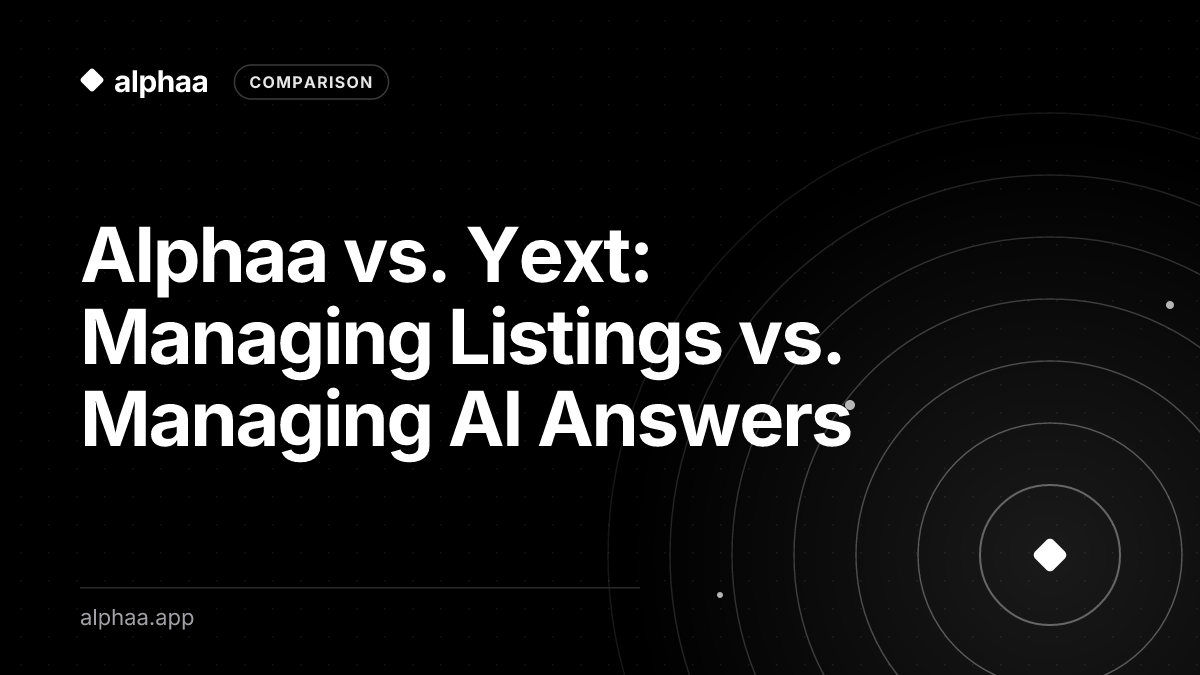 alphaa
COMPARISON
Alphaa vs. Yext:
Managing Listings vs.
Managing AI Answers
alphaa.app